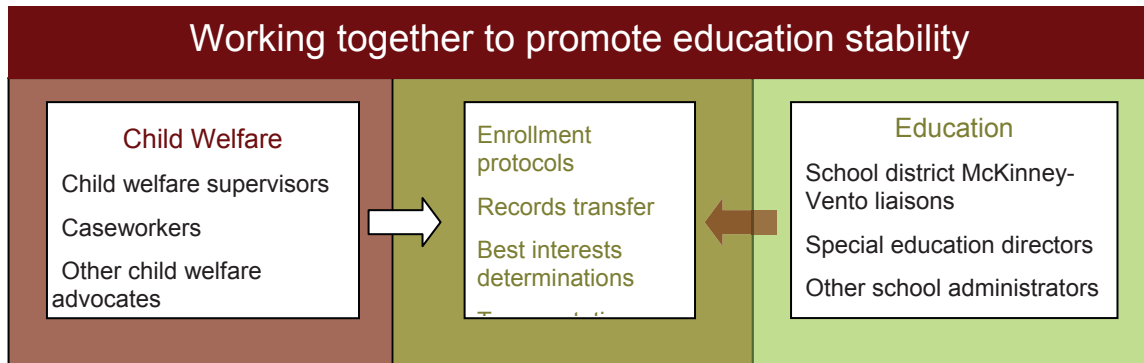 Working together to promote education stability
Child Welfare
Child welfare supervisors
Caseworkers
Other child welfare
advocates
Enrollment
protocols
Records transfer
Best interests
determinations
Education
School district McKinney-
Vento liaisons
Special education directors
Other school administrators